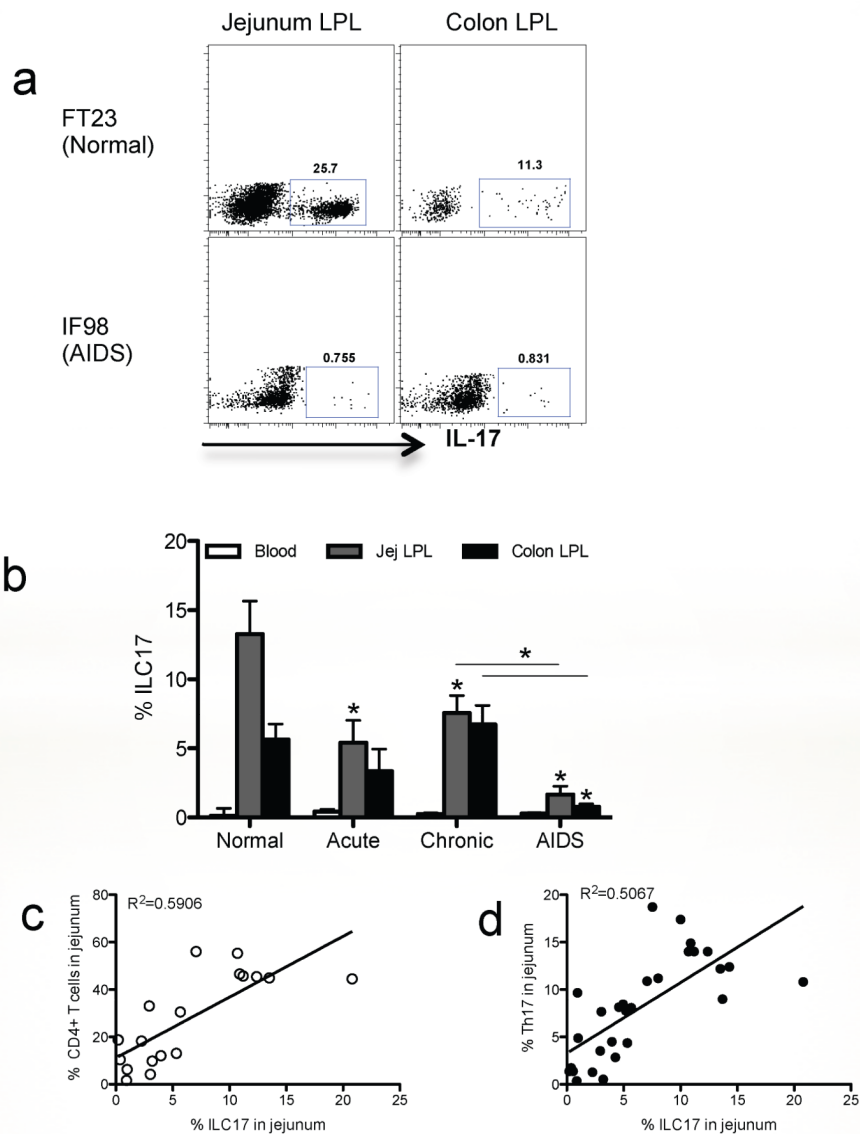 Jejunum LPL Colon LPL
a
FT23
(Normal)
25.7 11.3
IF98
(AIDS)
0.755 0.831
IL-17
b
% ILC17
20
15
10
5
0
Blood Jej LPL Colon LPL
*
* *
* *
Normal Acute Chronic AIDS
c
R²=0.5906
% CD4+ T cells in jejunum
80
60
40
20
0
0 5 10 15 20 25
% ILC17 in jejunum
d
R²=0.5067
% Th17 in jejunum
20
15
10
5
0
0 5 10 15 20 25
% ILC17 in jejunum